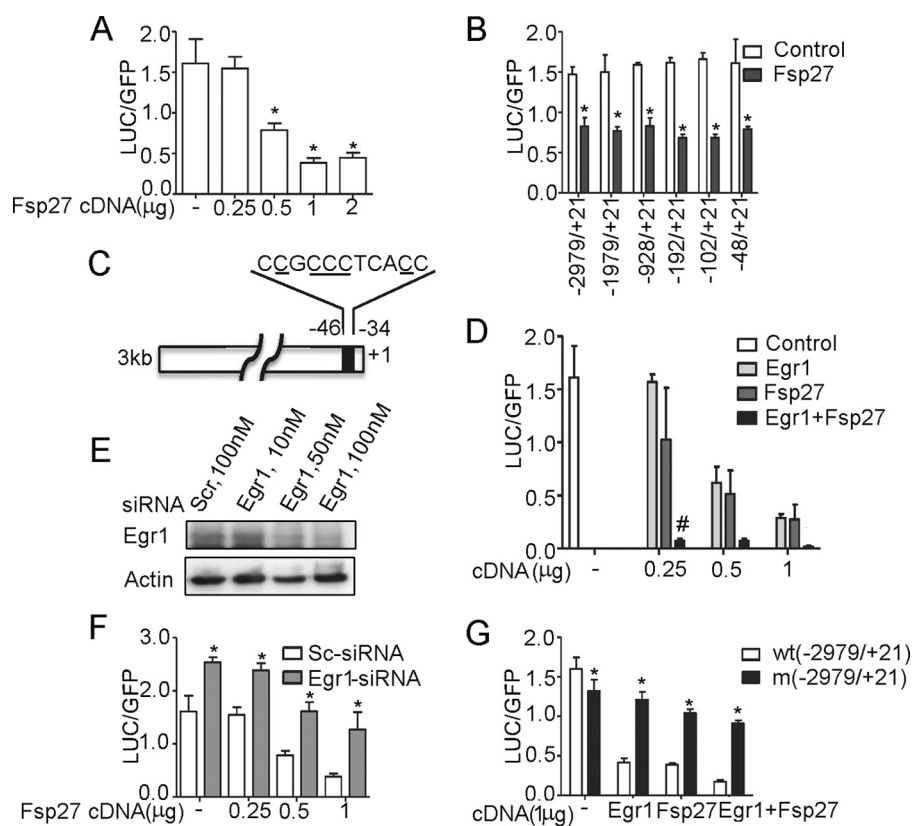 A
LUC/GFP
2.0
1.5
1.0
0.5
0.0
* * *
Fsp27 cDNA(μg) - 0.25 0.5 1 2
B
LUC/GFP
2.0
1.5
1.0
0.5
0.0
Control
Fsp27
* * * * * *
-2979/+21
-1979/+21
-928/+21
-192/+21
-102/+21
-48/+21
C
CCGCCCTCACC
-46 -34
3kb +1
D
LUC/GFP
2.0
1.5
1.0
0.5
0.0
Control
Egr1
Fsp27
Egr1+Fsp27
#
cDNA(μg) - 0.25 0.5 1
E
siRNA
Scr, 100nM
Egr1, 10nM
Egr1,50nM
Egr1, 100nM
Egr1
Actin
F
LUC/GFP
3.0
2.0
1.0
0.0
Sc-siRNA
Egr1-siRNA
* * * *
Fsp27 cDNA(μg) - 0.25 0.5 1
G
LUC/GFP
2.0
1.5
1.0
0.5
0.0
wt(-2979/+21)
m(-2979/+21)
* * * *
cDNA(1μg) - Egr1 Fsp27 Egr1+Fsp27